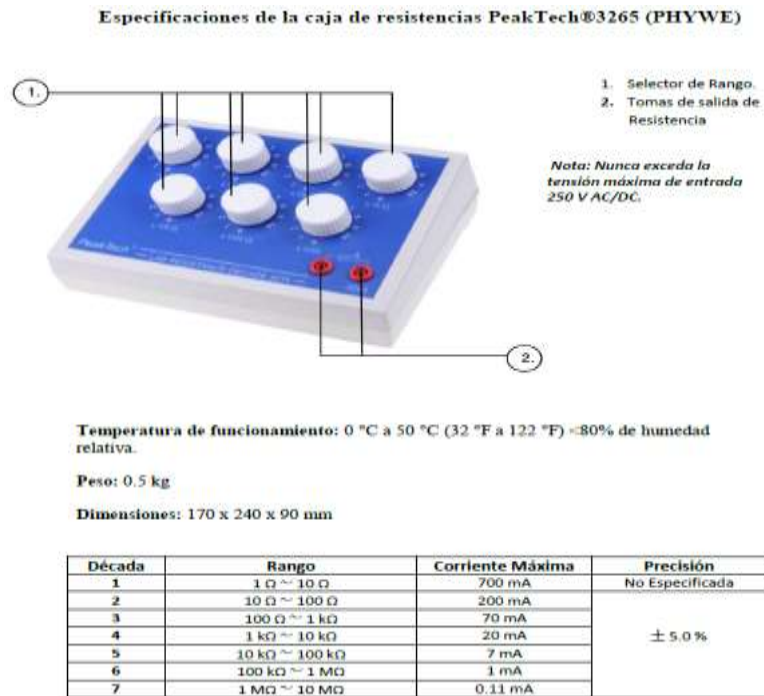 Especificaciones de la caja de resistencias PeakTech®3265 (PHYWE)
1.
1. Selector de Rango.
2. Tomas de salida de
Resistencia
Nota: Nunca exceda la
tensión máxima de entrada
250 V AC/DC.
PeakTech
2.
Temperatura de funcionamiento: 0 °C a 50 °C (32 °F a 122 °F) <80% de humedad
relativa.
Peso: 0.5 kg
Dimensiones: 170 x 240 x 90 mm
Década Rango Corriente Máxima Precisión
1 1 Ω ~ 10 Ω 700 mA No Especificada
2 10 Ω ~ 100 Ω 200 mA
3 100 Ω ~ 1 kΩ 70 mA
4 1 kΩ ~ 10 kΩ 20 mA ± 5.0 %
5 10 kΩ ~ 100 kΩ 7 mA
6 100 kΩ ~ 1 MΩ 1 mA
7 1 MΩ ~ 10 MΩ 0.11 mA